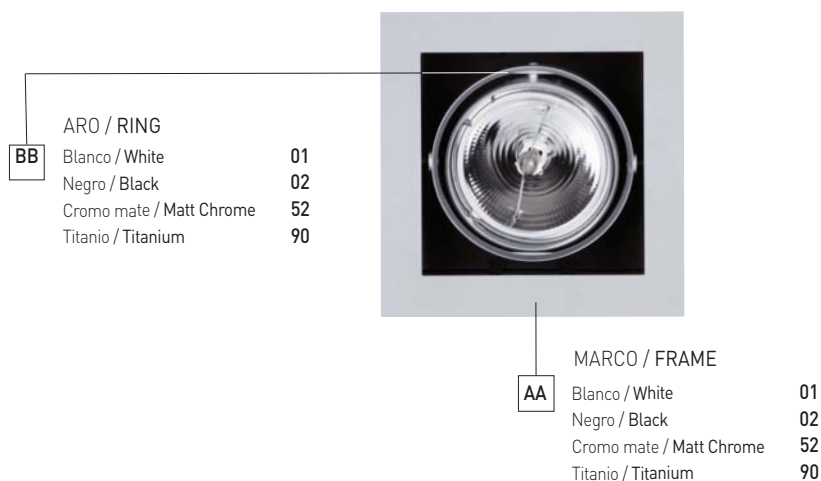 ARO / RING
BB
Blanco / White 01
Negro / Black 02
Cromo mate / Matt Chrome 52
Titanio / Titanium 90
MARCO / FRAME
AA
Blanco / White 01
Negro / Black 02
Cromo mate / Matt Chrome 52
Titanio / Titanium 90